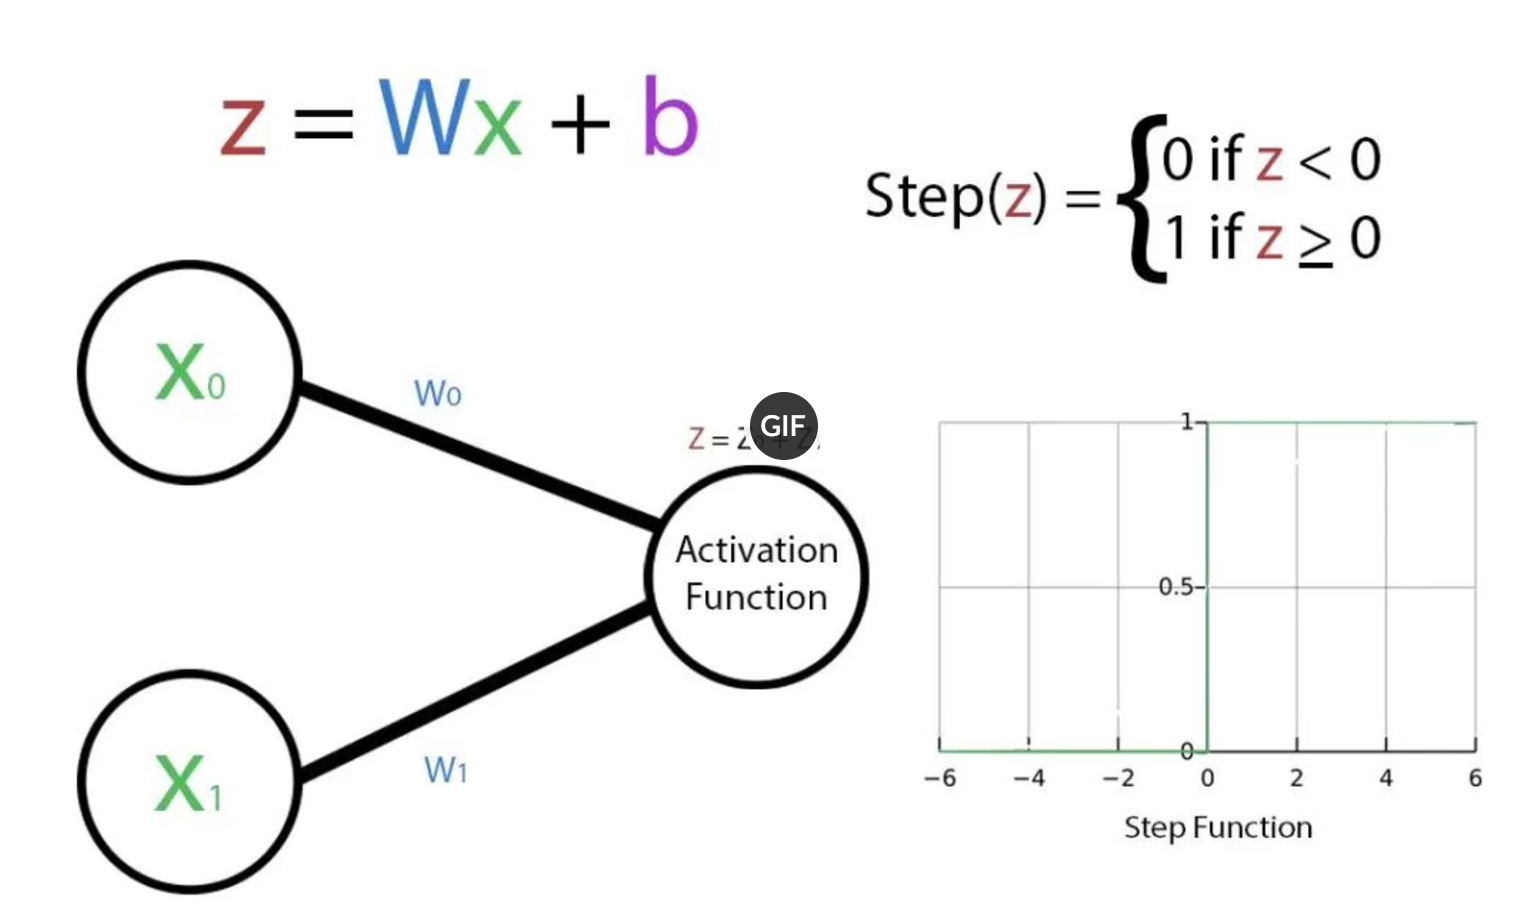 z = Wx + b
Step(z) = { 0 if z < 0
1 if z ≥ 0
X0
W0
GIF
Z =
Activation
Function
X1
W1
1
0.5
0
−6 −4 −2 0 2 4 6
Step Function